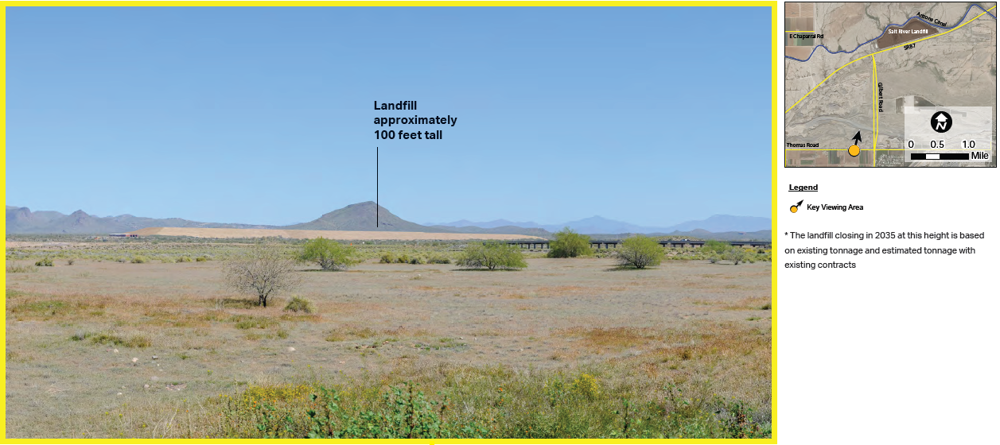 Landfill
approximately
100 feet tall
Arizona Canal
Salt River Landfill
E Chaparral Rd
SR87
Gilbert Road
Thomas Road
N
0 0.5 1.0
Mile
Legend
Key Viewing Area
* The landfill closing in 2035 at this height is based
on existing tonnage and estimated tonnage with
existing contracts